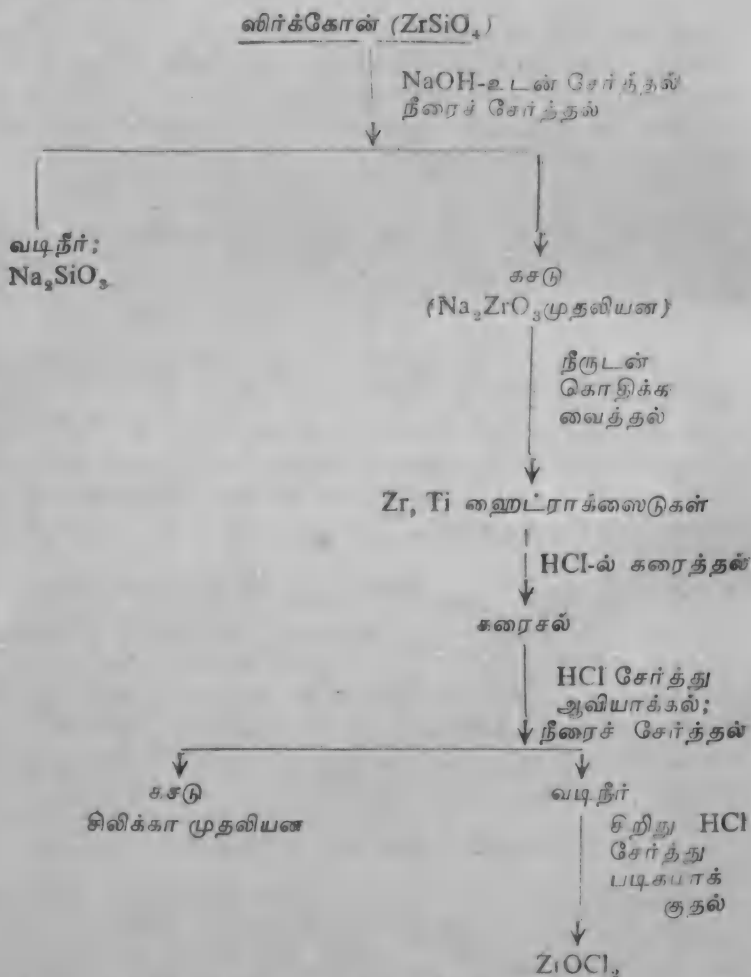 ஸிர்க்கோன் (ZrSiO₄)
NaOH-உடன் சேர்த்தல்
நீரைச் சேர்த்தல்
வடிநீர்:
Na₂SiO₃
கசடு
(Na₂ZrO₃ முதலியன)
நீருடன்
கொதிக்க
வைத்தல்
Zr, Ti ஹைட்ராக்ஸைடுகள்
HCl-ல் கரைத்தல்
கரைசல்
HCl சேர்த்து
ஆவியாக்கல்;
நீரைச் சேர்த்தல்
கசடு
சிலிக்கா முதலியன
வடிநீர்
சிறிது HCl
சேர்த்து
படிகமாக்
குதல்
ZrOCl₂